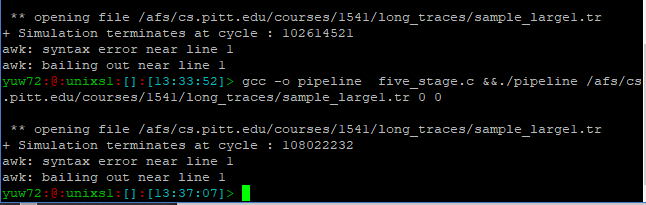 ** opening file /afs/cs.pitt.edu/courses/1541/long_traces/sample_large1.tr
+ Simulation terminates at cycle : 102614521
awk: syntax error near line 1
awk: bailing out near line 1
yuw72:@:unixs1:[]:[13:33:52]> gcc -o pipeline  five_stage.c &&./pipeline /afs/cs
.pitt.edu/courses/1541/long_traces/sample_large1.tr 0 0
** opening file /afs/cs.pitt.edu/courses/1541/long_traces/sample_large1.tr
+ Simulation terminates at cycle : 108022232
awk: syntax error near line 1
awk: bailing out near line 1
yuw72:@:unixs1:[]:[13:37:07]>